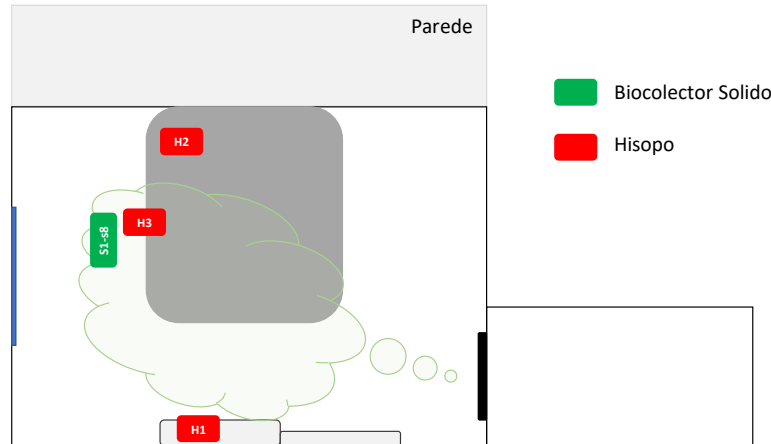 Parede
Biocolector Solido
Hisopo
H2
H3
S1-s8
H1